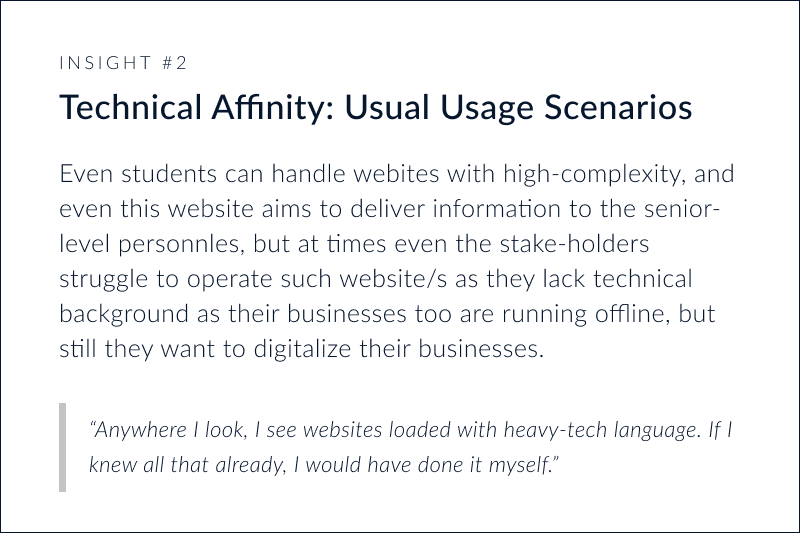 INSIGHT #2
Technical Affinity: Usual Usage Scenarios
Even students can handle webites with high-complexity, and
even this website aims to deliver information to the senior-
level personnles, but at times even the stake-holders
struggle to operate such website/s as they lack technical
background as their businesses too are running offline, but
still they want to digitalize their businesses.
“Anywhere I look, I see websites loaded with heavy-tech language. If I
knew all that already, I would have done it myself.”